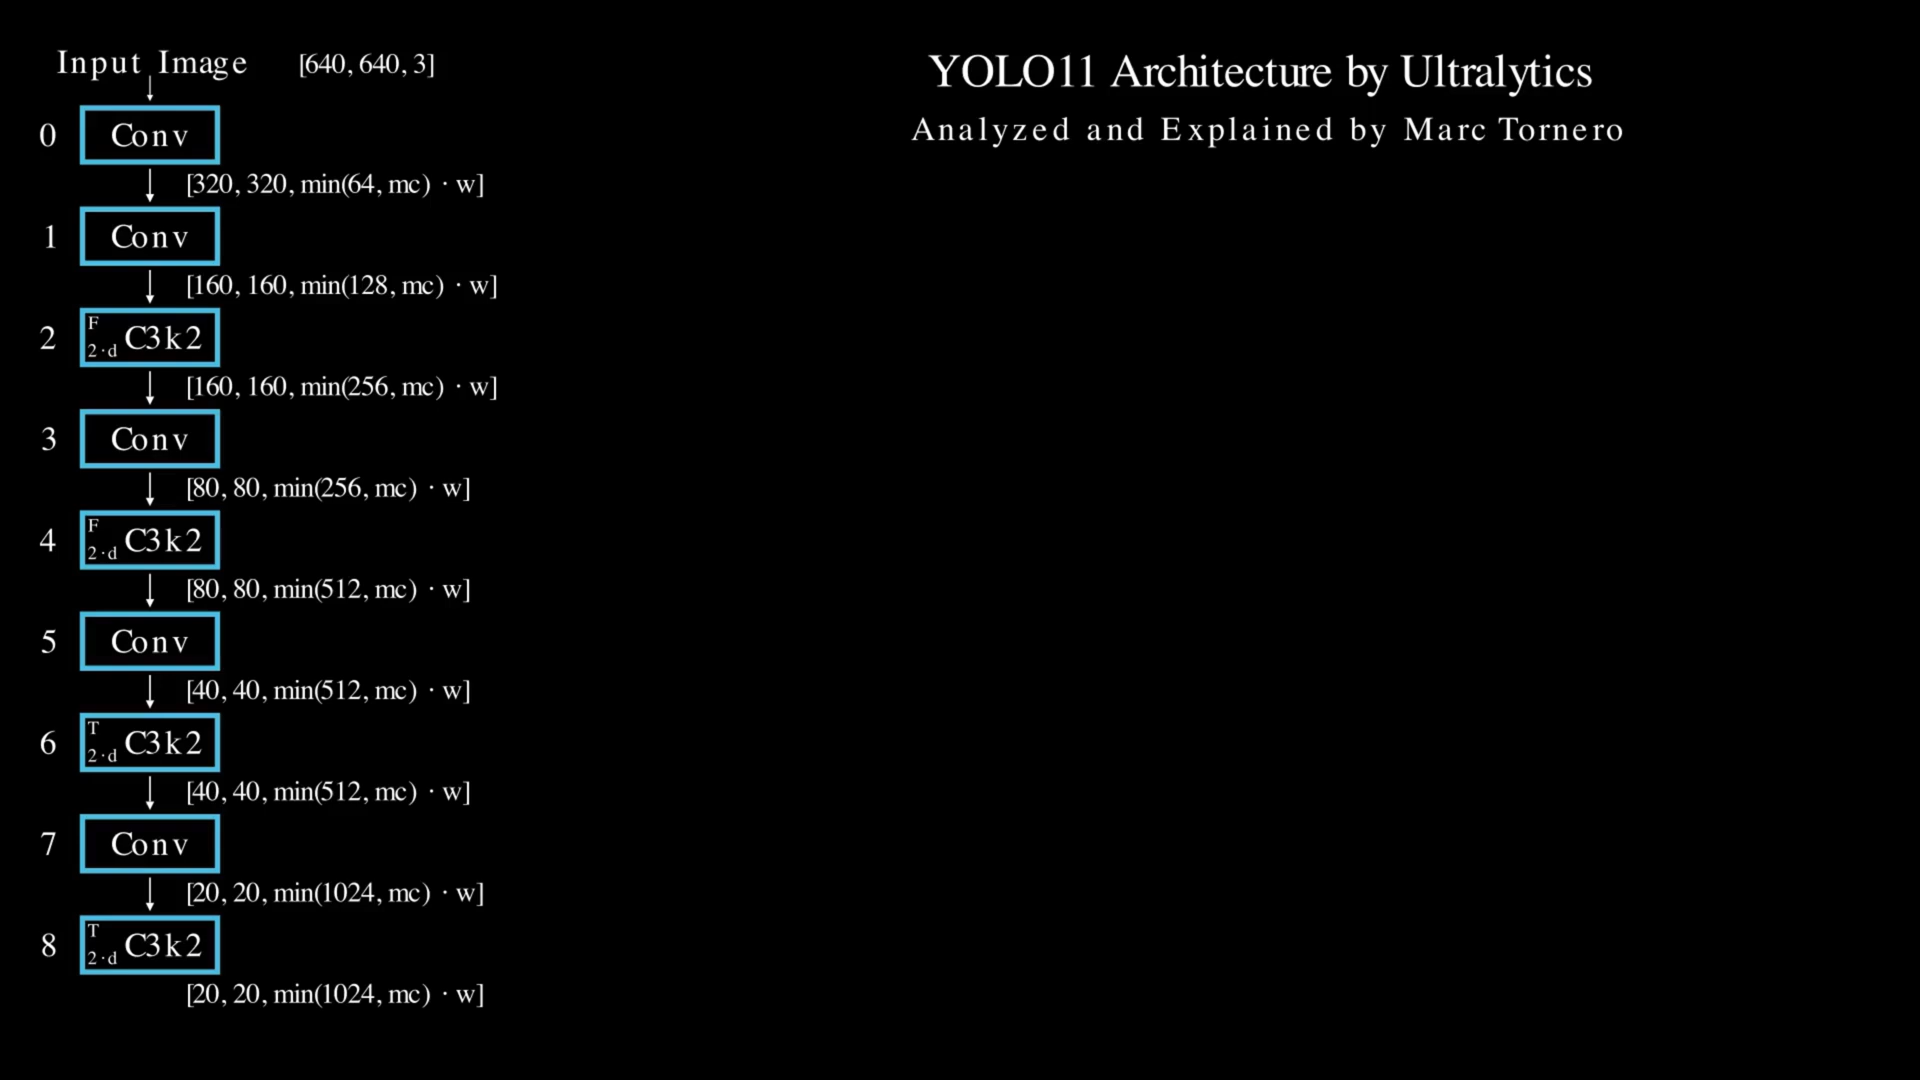 Input Image [640, 640, 3]
YOLO11 Architecture by Ultralytics
Analyzed and Explained by Marc Tornero
0 Conv
[320, 320, min(64, mc) · w]
1 Conv
[160, 160, min(128, mc) · w]
2 F 2·d C3k2
[160, 160, min(256, mc) · w]
3 Conv
[80, 80, min(256, mc) · w]
4 F 2·d C3k2
[80, 80, min(512, mc) · w]
5 Conv
[40, 40, min(512, mc) · w]
6 T 2·d C3k2
[40, 40, min(512, mc) · w]
7 Conv
[20, 20, min(1024, mc) · w]
8 T 2·d C3k2
[20, 20, min(1024, mc) · w]